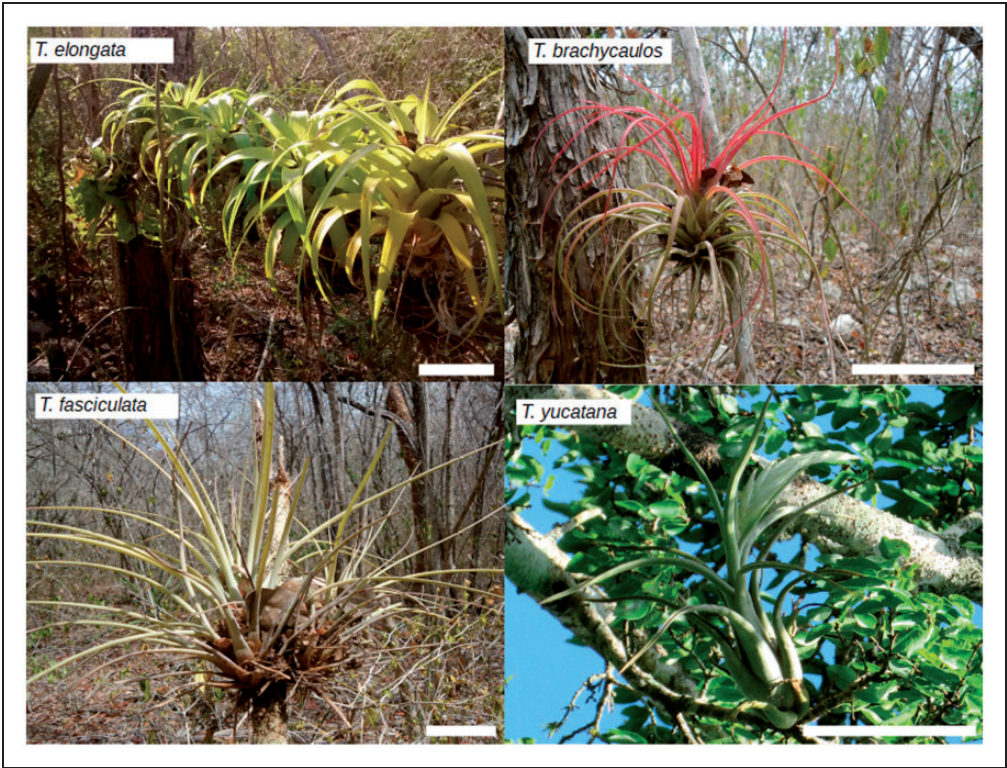 T. elongata
T. brachycaulos
T. fasciculata
T. yucatana